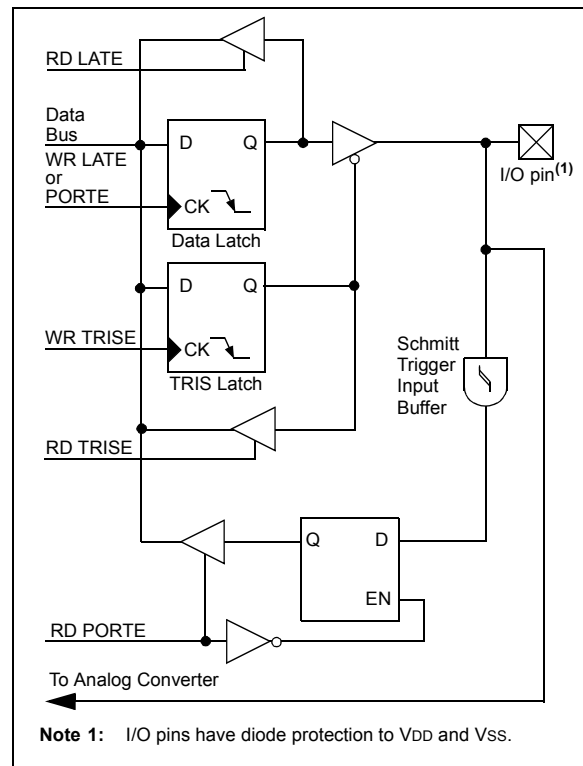 RD LATE
Data
Bus
WR LATE
or
PORTE
D
Q
CK
Data Latch
I/O pin(1)
D
Q
WR TRISE
CK
TRIS Latch
Schmitt
Trigger
Input
Buffer
RD TRISE
Q
D
EN
RD PORTE
To Analog Converter
Note 1: I/O pins have diode protection to VDD and VSS.